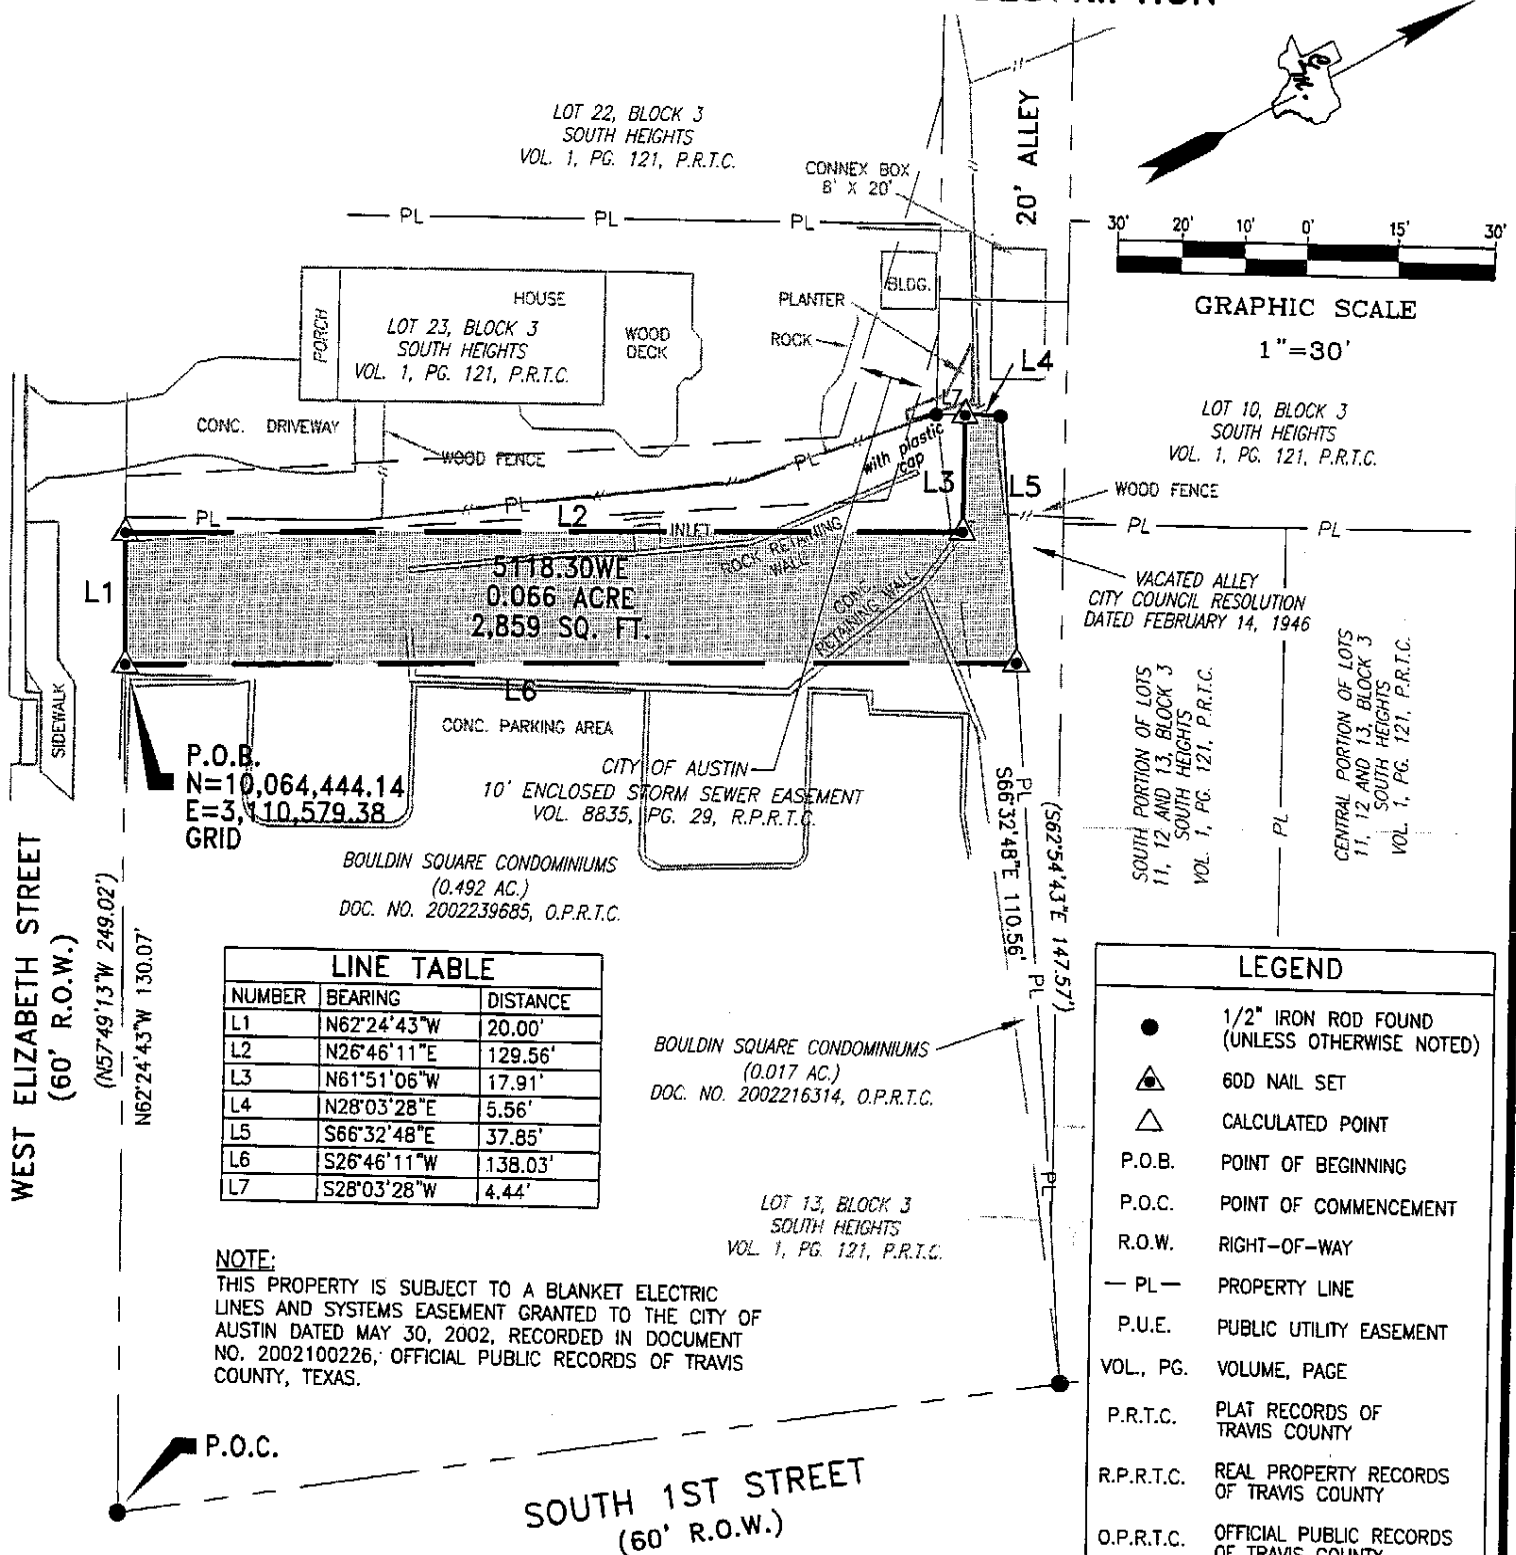 20' ALLEY
LOT 22, BLOCK 3
SOUTH HEIGHTS
VOL. 1, PG. 121, P.R.T.C.
CONNEX BOX
8' X 20'
30' 20' 10' 0' 15' 30'
GRAPHIC SCALE
1"=30'
PL PL PL
BLDG.
PLANTER
ROCK
PORCH
HOUSE
LOT 23, BLOCK 3
SOUTH HEIGHTS
VOL. 1, PG. 121, P.R.T.C.
WOOD
DECK
L4
L7
LOT 10, BLOCK 3
SOUTH HEIGHTS
VOL. 1, PG. 121, P.R.T.C.
CONC. DRIVEWAY
WOOD FENCE
PL
with plastic
cap
L3
L5
WOOD FENCE
PL
PL
L2
INLET
PL PL
ROCK RETAINING
WALL
L1
5118.30WE
0.066 ACRE
2,859 SQ. FT.
CONC.
RETAINING WALL
VACATED ALLEY
CITY COUNCIL RESOLUTION
DATED FEBRUARY 14, 1946
L6
SIDEWALK
CONC. PARKING AREA
P.O.B.
N=10,064,444.14
E=3,110,579.38
GRID
CITY OF AUSTIN
10' ENCLOSED STORM SEWER EASEMENT
VOL. 8835, PG. 29, R.P.R.T.C.
SOUTH PORTION OF LOTS
11, 12 AND 13, BLOCK 3
SOUTH HEIGHTS
VOL. 1, PG. 121, P.R.T.C.
PL
CENTRAL PORTION OF LOTS
11, 12 AND 13, BLOCK 3
SOUTH HEIGHTS
VOL. 1, PG. 121, P.R.T.C.
PL
S66°32'48"E 110.56'
(S62°54'43"E 147.57')
PL
PL
BOULDIN SQUARE CONDOMINIUMS
(0.492 AC.)
DOC. NO. 2002239685, O.P.R.T.C.
WEST ELIZABETH STREET
(60' R.O.W.)
(N57°49'13"W 249.02')
N62°24'43"W 130.07'
LINE TABLE
NUMBER BEARING DISTANCE
L1 N62°24'43"W 20.00'
L2 N26°46'11"E 129.56'
L3 N61°51'06"W 17.91'
L4 N28°03'28"E 5.56'
L5 S66°32'48"E 37.85'
L6 S26°46'11"W 138.03'
L7 S28°03'28"W 4.44'
BOULDIN SQUARE CONDOMINIUMS
(0.017 AC.)
DOC. NO. 2002216314, O.P.R.T.C.
LOT 13, BLOCK 3
SOUTH HEIGHTS
VOL. 1, PG. 121, P.R.T.C.
NOTE:
THIS PROPERTY IS SUBJECT TO A BLANKET ELECTRIC
LINES AND SYSTEMS EASEMENT GRANTED TO THE CITY OF
AUSTIN DATED MAY 30, 2002, RECORDED IN DOCUMENT
NO. 2002100226, OFFICIAL PUBLIC RECORDS OF TRAVIS
COUNTY, TEXAS.
P.O.C.
SOUTH 1ST STREET
(60' R.O.W.)
LEGEND
1/2" IRON ROD FOUND
(UNLESS OTHERWISE NOTED)
60D NAIL SET
CALCULATED POINT
P.O.B. POINT OF BEGINNING
P.O.C. POINT OF COMMENCEMENT
R.O.W. RIGHT-OF-WAY
— PL — PROPERTY LINE
P.U.E. PUBLIC UTILITY EASEMENT
VOL., PG. VOLUME, PAGE
P.R.T.C. PLAT RECORDS OF
TRAVIS COUNTY
R.P.R.T.C. REAL PROPERTY RECORDS
OF TRAVIS COUNTY
O.P.R.T.C. OFFICIAL PUBLIC RECORDS
OF TRAVIS COUNTY